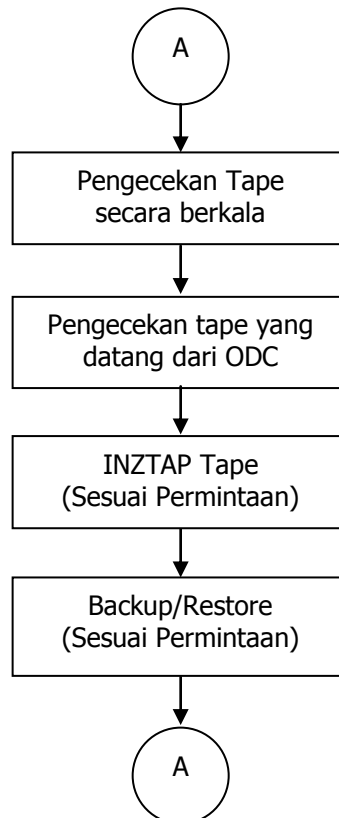 A
Pengecekan Tape
secara berkala
Pengecekan tape yang
datang dari ODC
INZTAP Tape
(Sesuai Permintaan)
Backup/Restore
(Sesuai Permintaan)
A